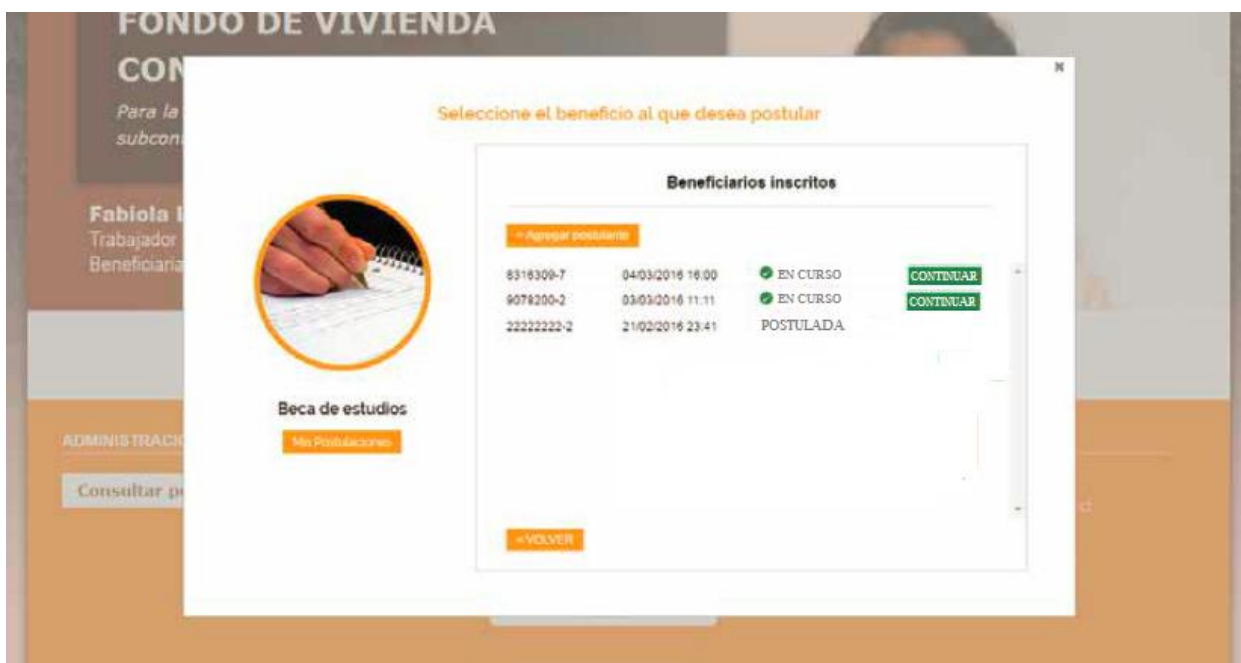 FONDO DE VIVIENDA
CON
Para la
subcon
Fabiola
Trabajador
Beneficiaria
ADMINISTRACIO
Consultar
Seleccione el beneficio al que desea postular
Beca de estudios
Mis Postulaciones
Beneficiarios inscritos
+ Agregar postulante
8316309-7 04/03/2016 16:00 EN CURSO CONTINUAR
9078200-2 03/03/2016 11:11 EN CURSO CONTINUAR
22222222-2 21/02/2016 23:41 POSTULADA
VOLVER